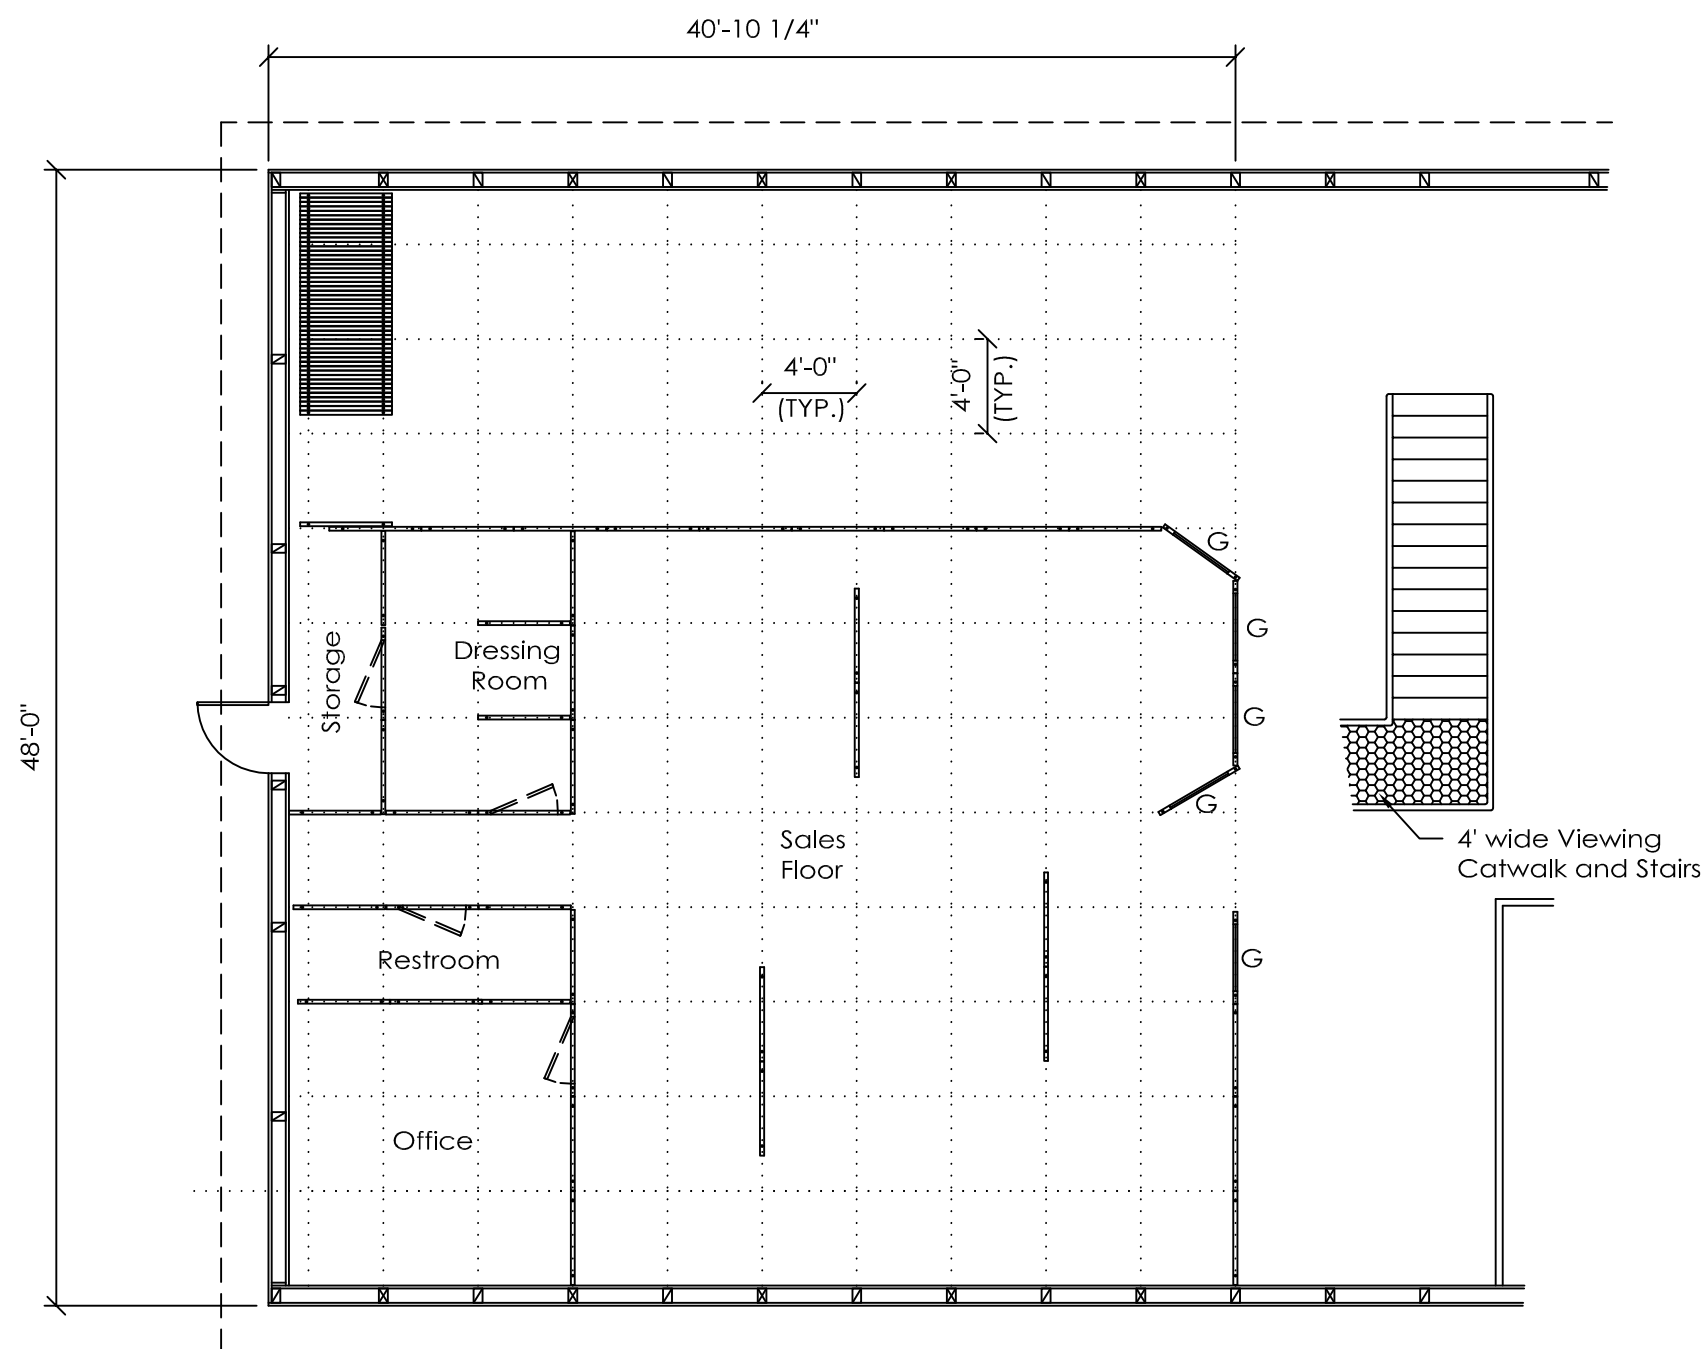 40'-10 1/4"
4'-0"
(TYP.)
4'-0"
(TYP.)
G
G
Storage
Dressing
Room
G
48'-0"
G
Sales
Floor
4' wide Viewing
Catwalk and Stairs
Restroom
G
Office